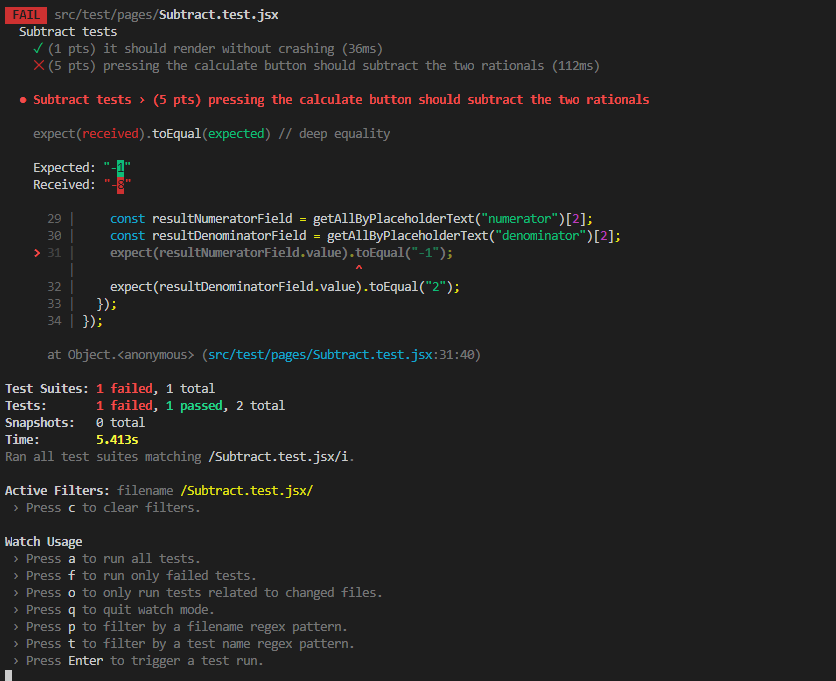 FAIL src/test/pages/Subtract.test.jsx
Subtract tests
✓ (1 pts) it should render without crashing (36ms)
✕ (5 pts) pressing the calculate button should subtract the two rationals (112ms)
● Subtract tests › (5 pts) pressing the calculate button should subtract the two rationals
expect(received).toEqual(expected) // deep equality
Expected: "-1"
Received: "-8"
29 |     const resultNumeratorField = getAllByPlaceholderText("numerator")[2];
30 |     const resultDenominatorField = getAllByPlaceholderText("denominator")[2];
> 31 |     expect(resultNumeratorField.value).toEqual("-1");
|                                        ^
32 |     expect(resultDenominatorField.value).toEqual("2");
33 |   });
34 | });
at Object.<anonymous> (src/test/pages/Subtract.test.jsx:31:40)
Test Suites: 1 failed, 1 total
Tests:       1 failed, 1 passed, 2 total
Snapshots:   0 total
Time:        5.413s
Ran all test suites matching /Subtract.test.jsx/i.
Active Filters: filename /Subtract.test.jsx/
› Press c to clear filters.
Watch Usage
› Press a to run all tests.
› Press f to run only failed tests.
› Press o to only run tests related to changed files.
› Press q to quit watch mode.
› Press p to filter by a filename regex pattern.
› Press t to filter by a test name regex pattern.
› Press Enter to trigger a test run.